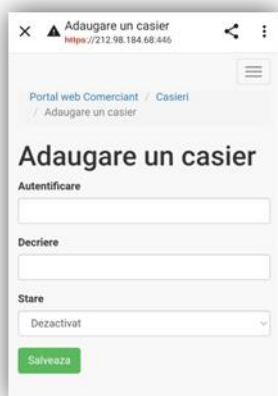 Adaugare un casier
https://212.98.184.68:446
Portal web Comerciant / Casieri
/ Adaugare un casier
Adaugare un casier
Autentificare
Decriere
Stare
Dezactivat
Salveaza